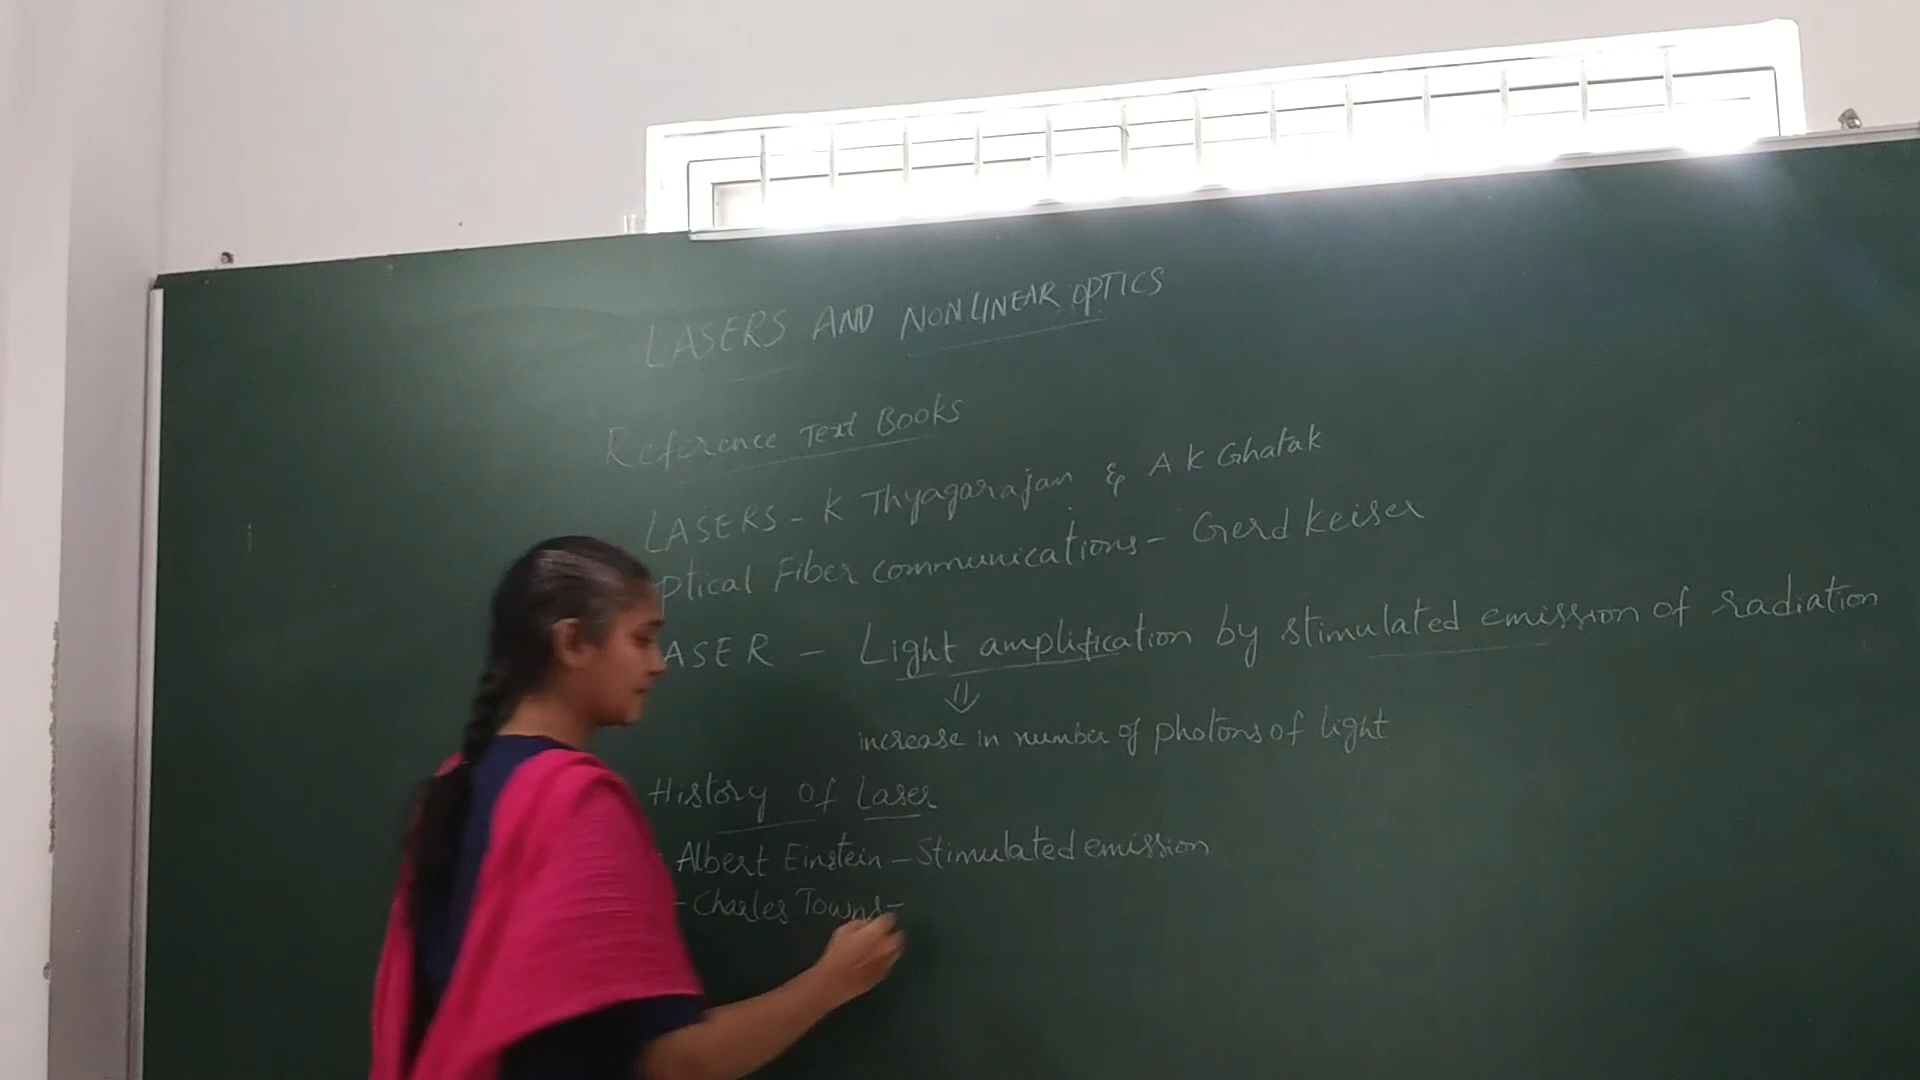 LASERS AND NONLINEAR OPTICS
Reference Text Books
LASERS - K Thyagarajan & A K Ghatak
ptical Fiber communications - Gerd Keiser
ASER - Light amplification by stimulated emission of radiation
⇓
increase in number of photons of light
History of Laser
Albert Einstein - Stimulated emission
- Charles Towns -